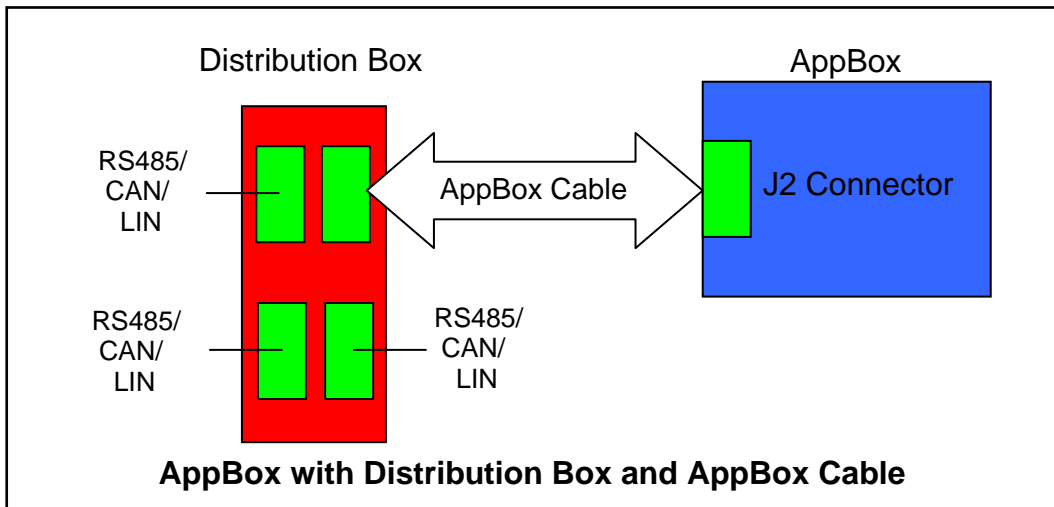 Distribution Box
AppBox
RS485/
CAN/
LIN
AppBox Cable
J2 Connector
RS485/
CAN/
LIN
RS485/
CAN/
LIN
AppBox with Distribution Box and AppBox Cable